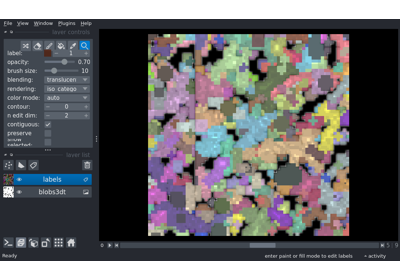 File View Window Plugins Help
layer controls
label: 1
opacity: 0.70
brush size: 10
blending: translucen
rendering: iso_catego
color mode: auto
contour: 0
n edit dim: 2
contiguous:
preserve
show
selected:
layer list
labels
blobs3dt
Ready
enter paint or fill mode to edit labels
activity